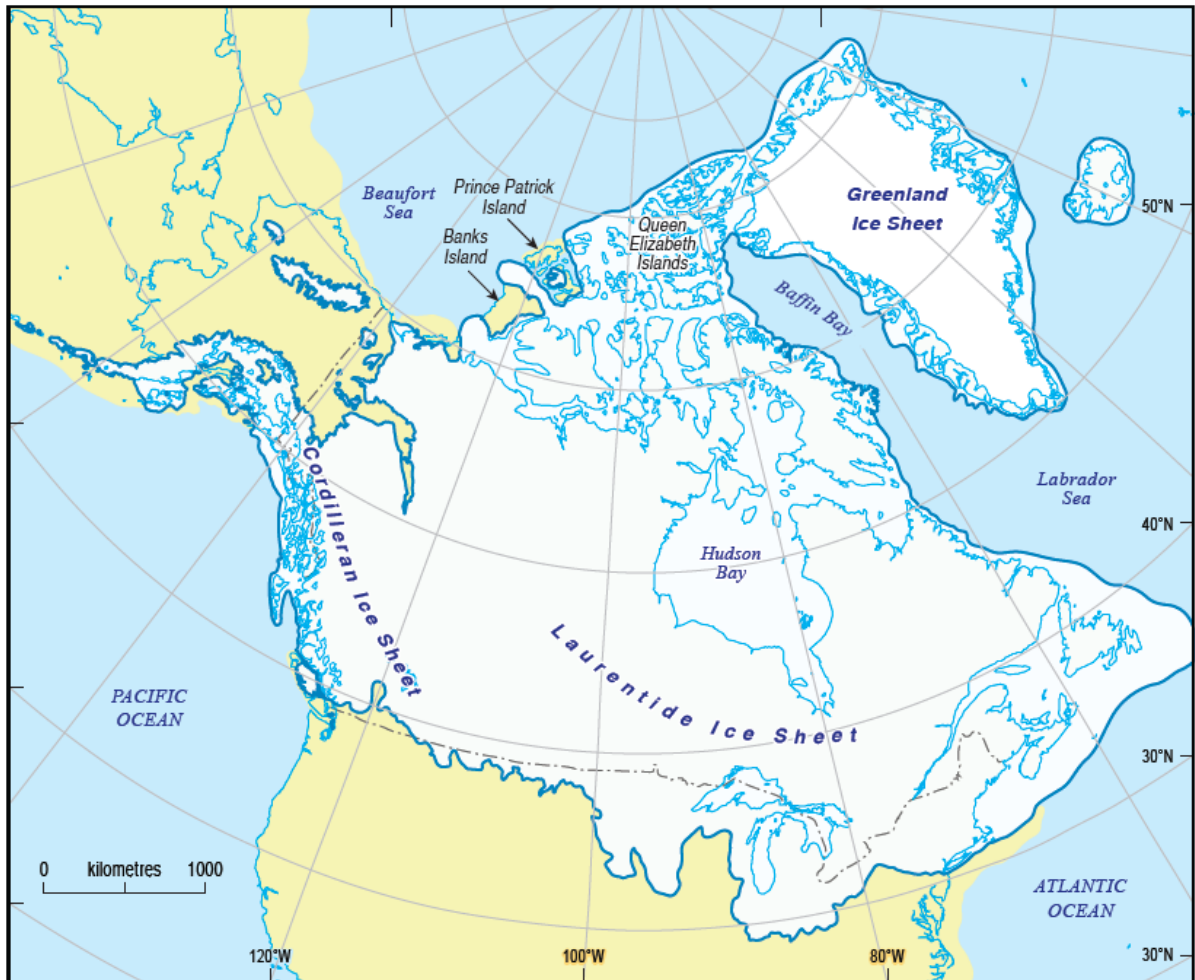 Beaufort
Sea
Prince Patrick
Island
Banks
Island
Queen
Elizabeth
Islands
Greenland
Ice Sheet
50°N
Baffin Bay
Labrador
Sea
40°N
Hudson
Bay
Cordilleran Ice Sheet
Laurentide Ice Sheet
PACIFIC
OCEAN
30°N
0 kilometres 1000
ATLANTIC
OCEAN
120°W
100°W
80°W
30°N